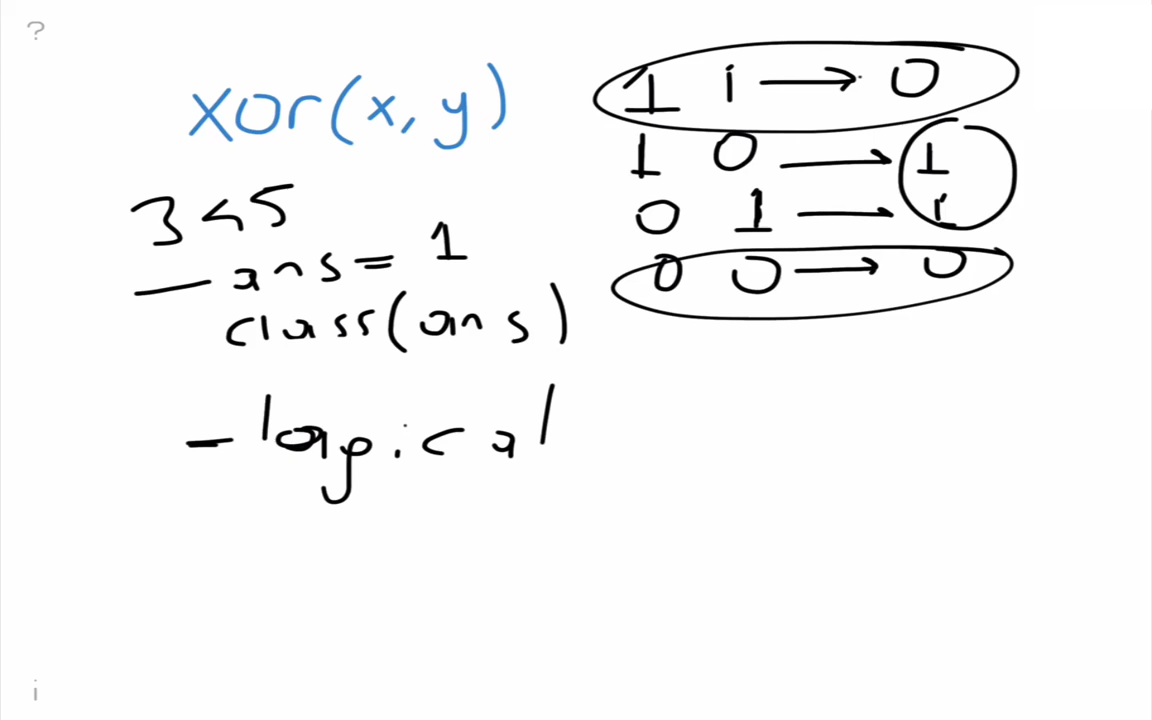 ?
xor(x, y)
1 1 → 0
1 0 → 1
0 1 → 1
0 0 → 0
3 < 5
— ans = 1
class(ans)
- logical
i